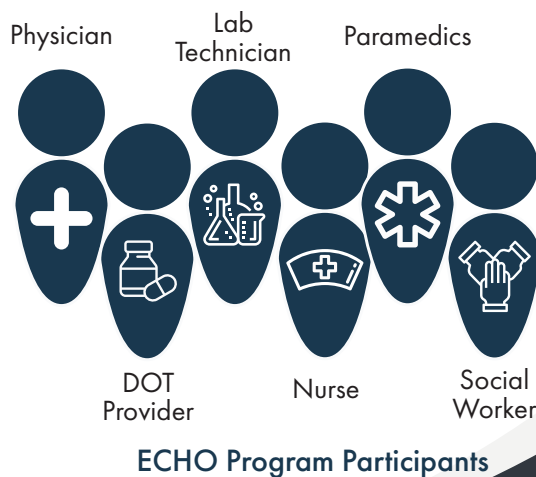 Physician
Lab
Technician
Paramedics
DOT
Provider
Nurse
Social
Worker
ECHO Program Participants